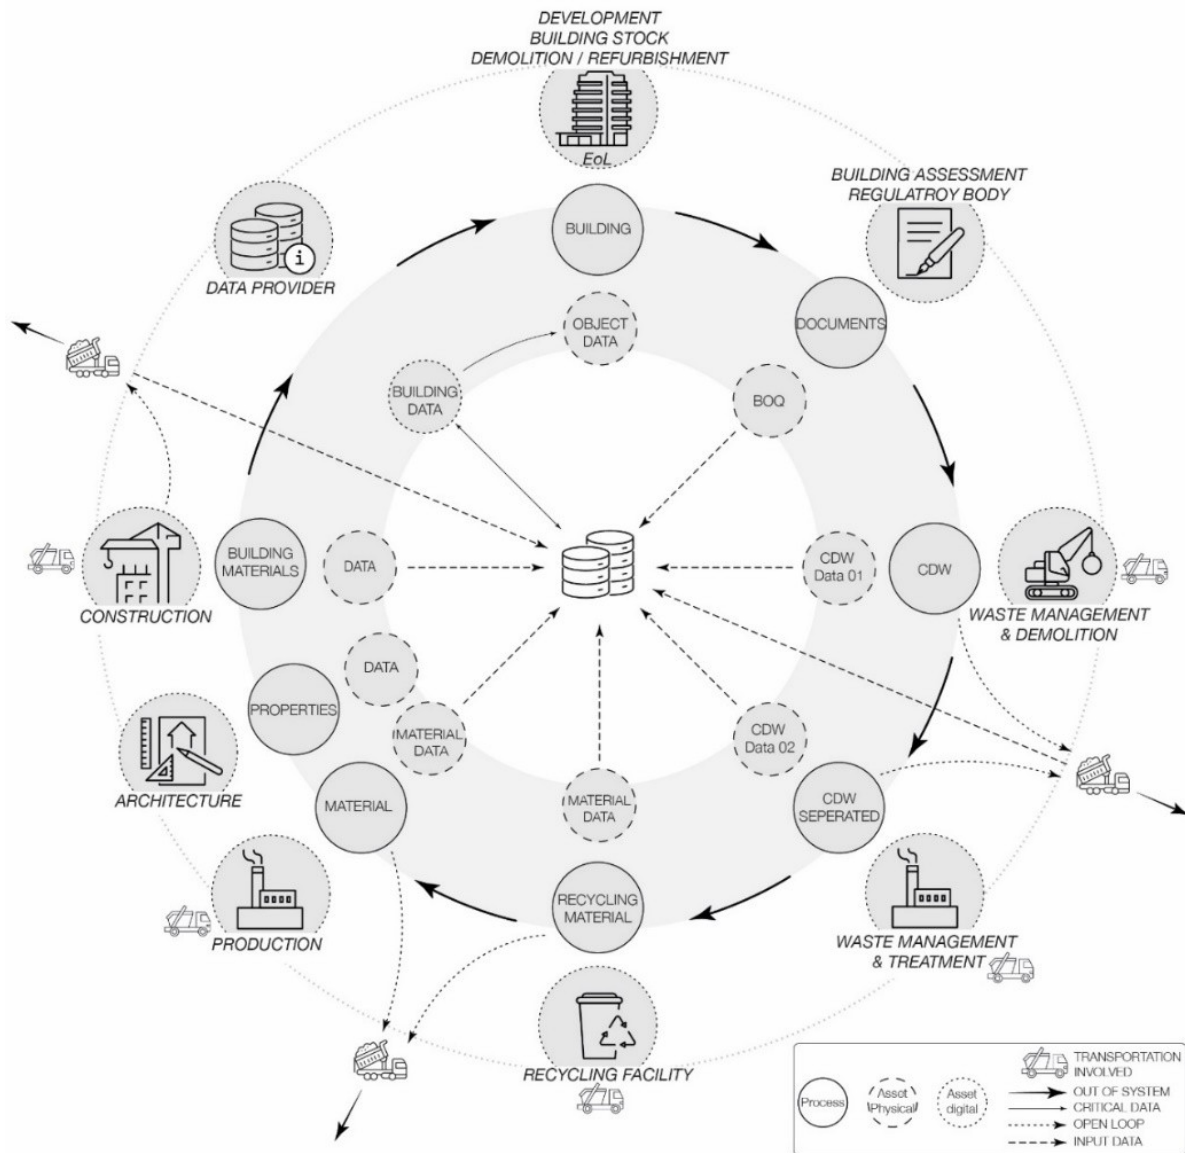 DEVELOPMENT
BUILDING STOCK
DEMOLITION / REFURBISHMENT
EoL
BUILDING ASSESSMENT
REGULATROY BODY
DATA PROVIDER
BUILDING
DOCUMENTS
OBJECT
DATA
BUILDING
DATA
BOQ
CONSTRUCTION
BUILDING
MATERIALS
DATA
CDW
Data 01
CDW
WASTE MANAGEMENT
& DEMOLITION
DATA
PROPERTIES
MATERIAL
DATA
CDW
Data 02
ARCHITECTURE
MATERIAL
MATERIAL
DATA
CDW
SEPERATED
PRODUCTION
RECYCLING
MATERIAL
WASTE MANAGEMENT
& TREATMENT
RECYCLING FACILITY
Process
Asset
Physical
Asset
digital
TRANSPORTATION
INVOLVED
OUT OF SYSTEM
CRITICAL DATA
OPEN LOOP
INPUT DATA